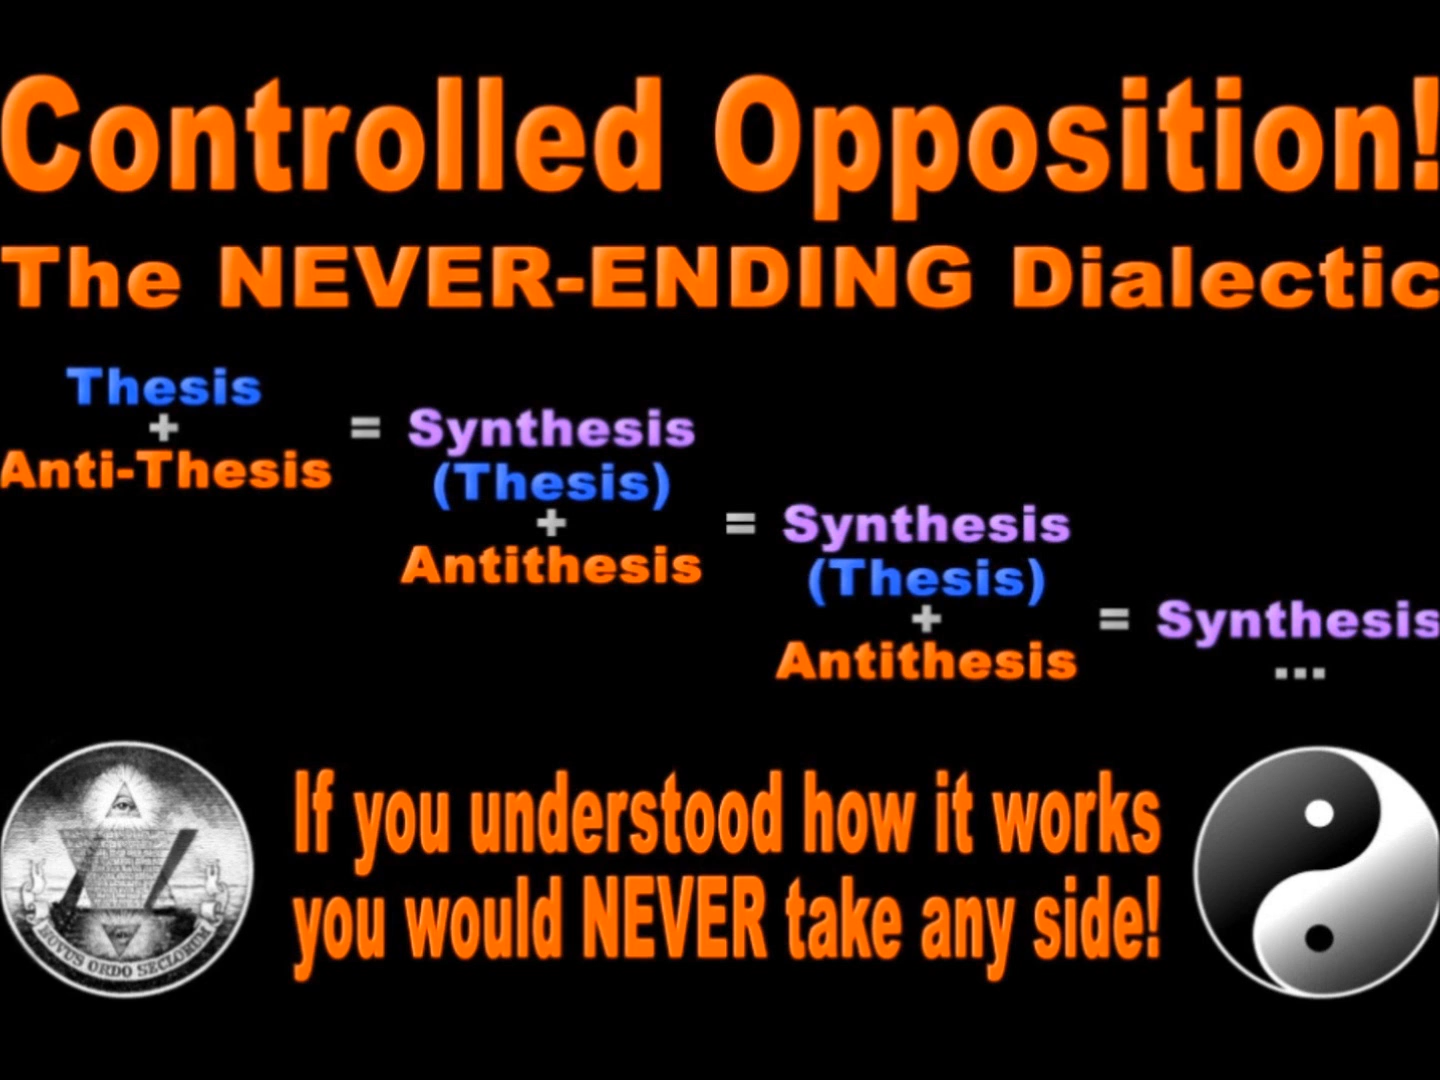 Controlled Opposition!
The NEVER-ENDING Dialectic
Thesis
+
Anti-Thesis
=
Synthesis
(Thesis)
+
Antithesis
=
Synthesis
(Thesis)
+
Antithesis
=
Synthesis
...
If you understood how it works
you would NEVER take any side!
NOVUS ORDO SECLORUM